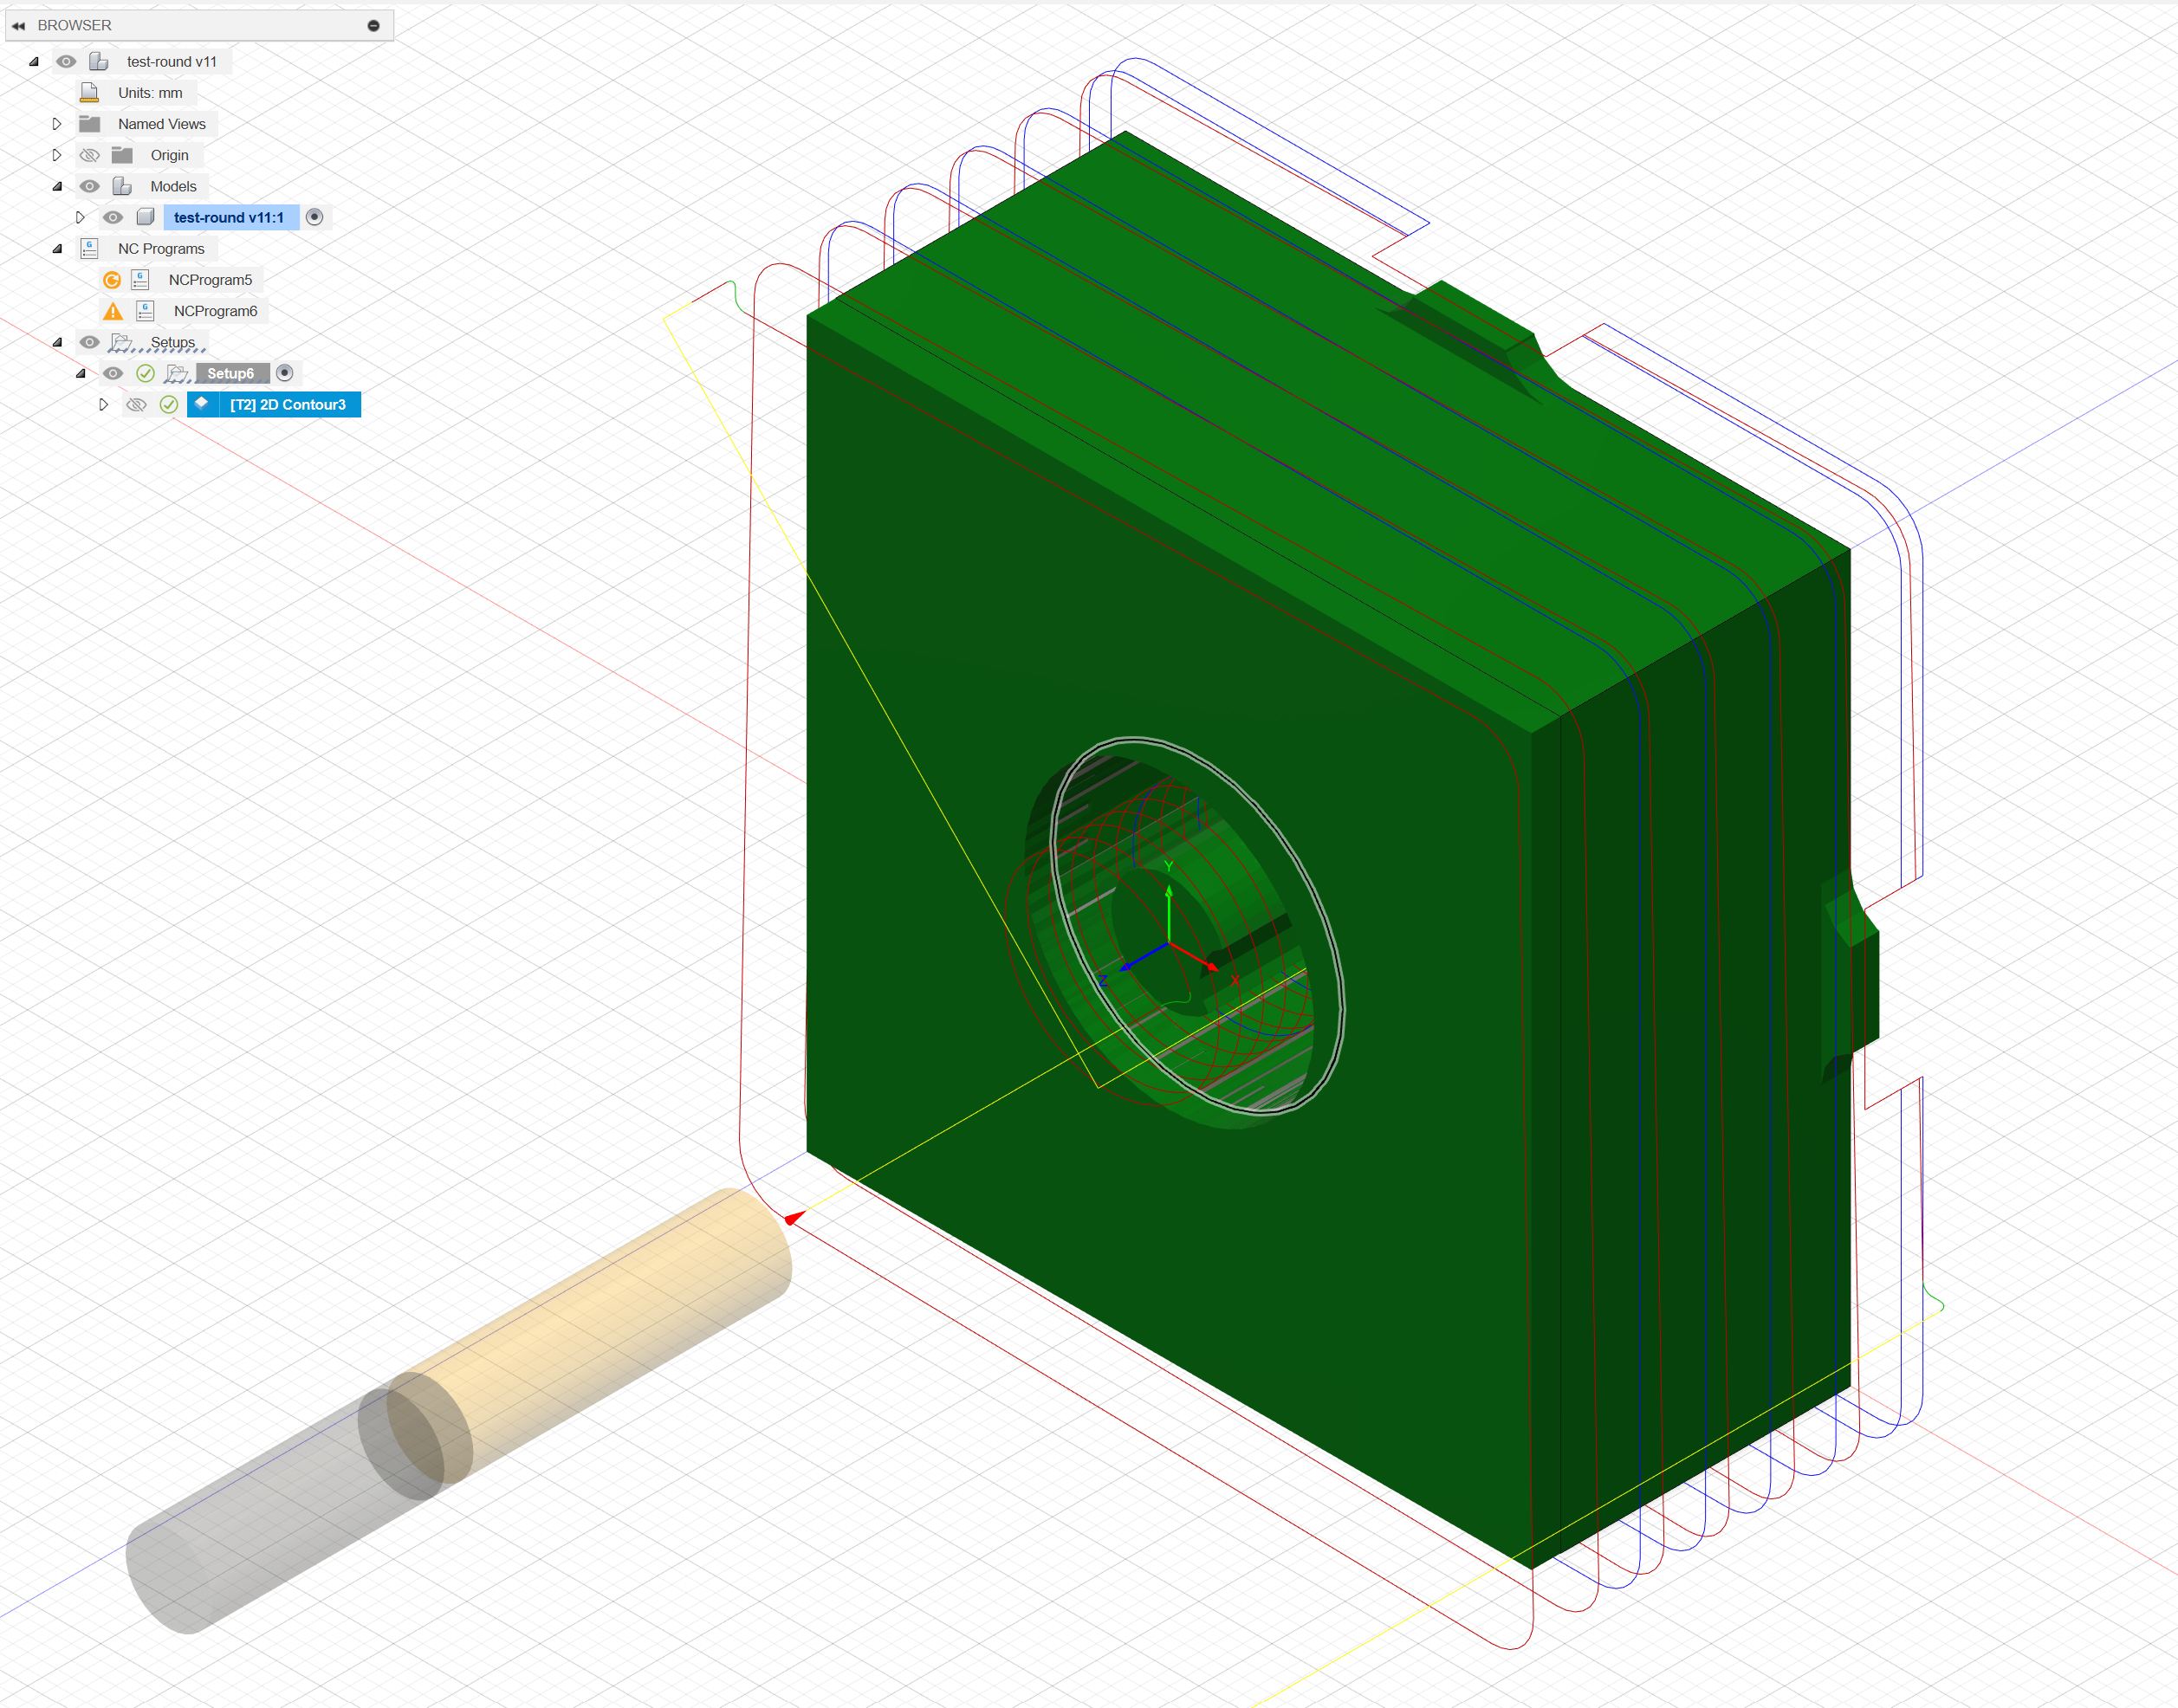 BROWSER
test-round v11
Units: mm
Named Views
Origin
Models
test-round v11:1
NC Programs
G NCProgram5
G NCProgram6
Setups
Setup6
[T2] 2D Contour3
Y
Z
X